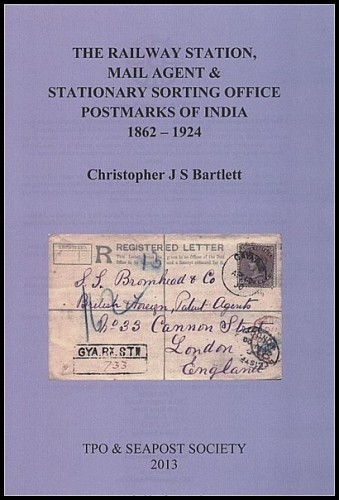 THE RAILWAY STATION,
MAIL AGENT &
STATIONARY SORTING OFFICE
POSTMARKS OF INDIA
1862 – 1924
Christopher J S Bartlett
R REGISTERED LETTER
S. S. Bromhead & Co
British & Foreign Patent Agents
No 33 Cannon Street
London
England
GYA.RY.STN
733
TPO & SEAPOST SOCIETY
2013